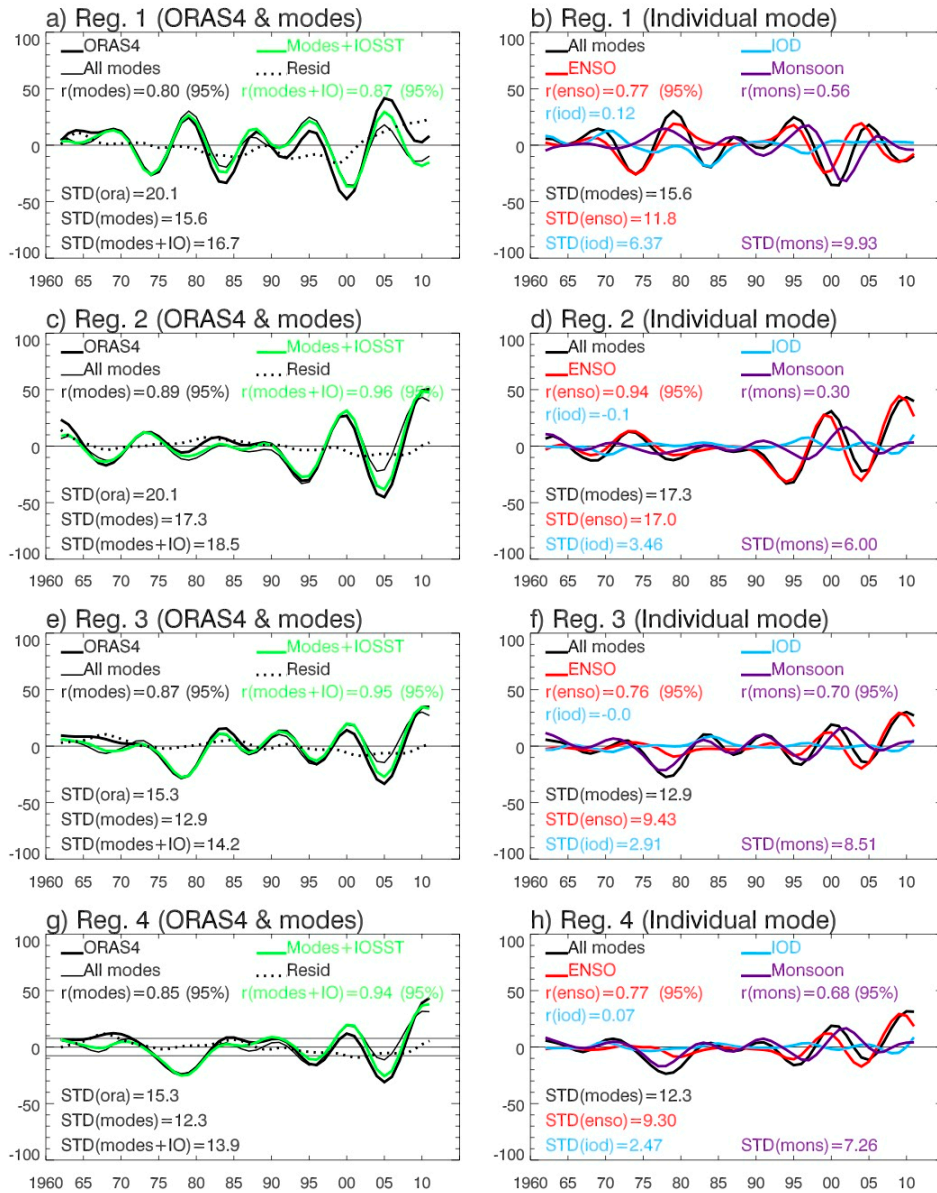 a) Reg. 1 (ORAS4 & modes)
ORAS4 Modes+IOSST
All modes Resid
r(modes)=0.80 (95%) r(modes+IO)=0.87 (95%)
STD(ora)=20.1
STD(modes)=15.6
STD(modes+IO)=16.7
100
50
0
-50
-100
1960 65 70 75 80 85 90 95 00 05 10
b) Reg. 1 (Individual mode)
All modes IOD
ENSO Monsoon
r(enso)=0.77 (95%) r(mons)=0.56
r(iod)=0.12
STD(modes)=15.6
STD(enso)=11.8
STD(iod)=6.37 STD(mons)=9.93
100
50
0
-50
-100
1960 65 70 75 80 85 90 95 00 05 10
c) Reg. 2 (ORAS4 & modes)
ORAS4 Modes+IOSST
All modes Resid
r(modes)=0.89 (95%) r(modes+IO)=0.96 (95%)
STD(ora)=20.1
STD(modes)=17.3
STD(modes+IO)=18.5
100
50
0
-50
-100
1960 65 70 75 80 85 90 95 00 05 10
d) Reg. 2 (Individual mode)
All modes IOD
ENSO Monsoon
r(enso)=0.94 (95%) r(mons)=0.30
r(iod)=-0.1
STD(modes)=17.3
STD(enso)=17.0
STD(iod)=3.46 STD(mons)=6.00
100
50
0
-50
-100
1960 65 70 75 80 85 90 95 00 05 10
e) Reg. 3 (ORAS4 & modes)
ORAS4 Modes+IOSST
All modes Resid
r(modes)=0.87 (95%) r(modes+IO)=0.95 (95%)
STD(ora)=15.3
STD(modes)=12.9
STD(modes+IO)=14.2
100
50
0
-50
-100
1960 65 70 75 80 85 90 95 00 05 10
f) Reg. 3 (Individual mode)
All modes IOD
ENSO Monsoon
r(enso)=0.76 (95%) r(mons)=0.70 (95%)
r(iod)=-0.0
STD(modes)=12.9
STD(enso)=9.43
STD(iod)=2.91 STD(mons)=8.51
100
50
0
-50
-100
1960 65 70 75 80 85 90 95 00 05 10
g) Reg. 4 (ORAS4 & modes)
ORAS4 Modes+IOSST
All modes Resid
r(modes)=0.85 (95%) r(modes+IO)=0.94 (95%)
STD(ora)=15.3
STD(modes)=12.3
STD(modes+IO)=13.9
100
50
0
-50
-100
1960 65 70 75 80 85 90 95 00 05 10
h) Reg. 4 (Individual mode)
All modes IOD
ENSO Monsoon
r(enso)=0.77 (95%) r(mons)=0.68 (95%)
r(iod)=0.07
STD(modes)=12.3
STD(enso)=9.30
STD(iod)=2.47 STD(mons)=7.26
100
50
0
-50
-100
1960 65 70 75 80 85 90 95 00 05 10